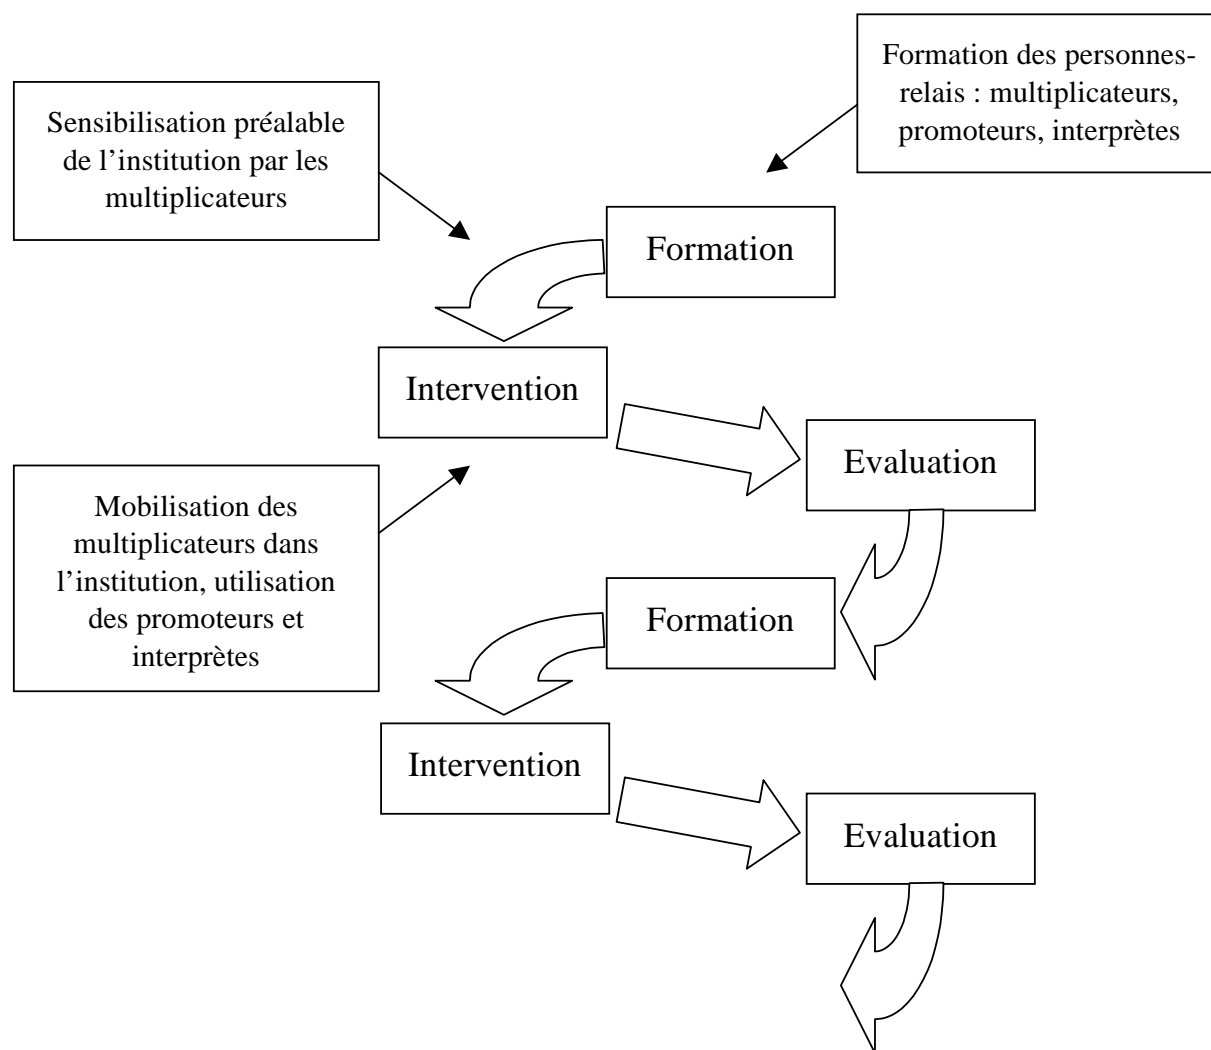 Formation des personnes-
relais : multiplicateurs,
promoteurs, interprètes
Sensibilisation préalable
de l’institution par les
multiplicateurs
Formation
Intervention
Evaluation
Mobilisation des
multiplicateurs dans
l’institution, utilisation
des promoteurs et
interprètes
Formation
Intervention
Evaluation